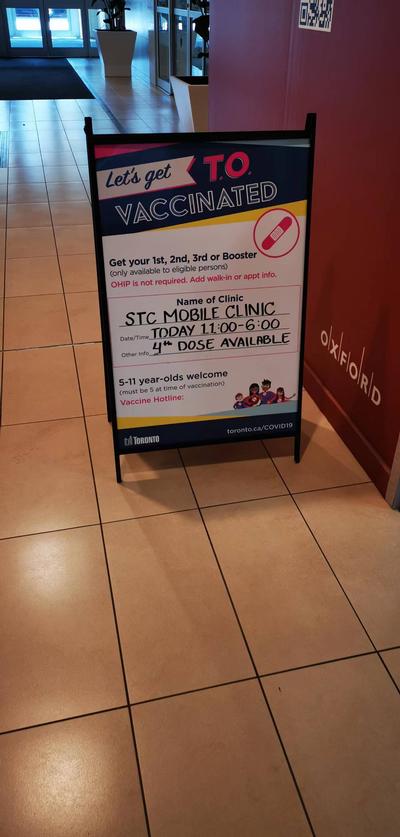 Let's get T.O.
VACCINATED
Get your 1st, 2nd, 3rd or Booster
(only available to eligible persons)
OHIP is not required. Add walk-in or appt info.
Name of Clinic
STC MOBILE CLINIC
Date/Time TODAY 11:00-6:00
Other Info 4th DOSE AVAILABLE
5-11 year-olds welcome
(must be 5 at time of vaccination)
Vaccine Hotline:
TORONTO
toronto.ca/COVID19
OXFORD